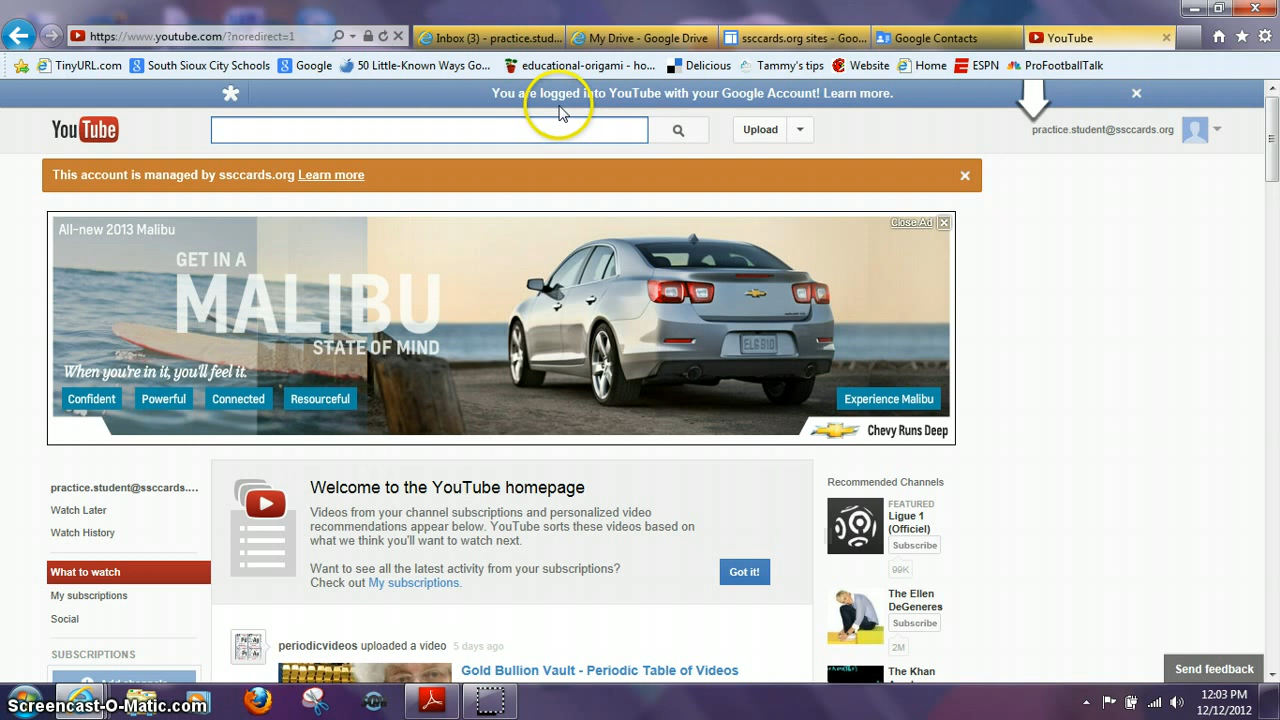 https://www.youtube.com/?noredirect=1
Inbox (3) - practice.stud...
My Drive - Google Drive
ssccards.org sites - Goo...
Google Contacts
YouTube
TinyURL.com
South Sioux City Schools
Google
50 Little-Known Ways Go...
educational-origami - ho...
Delicious
Tammy's tips
Website
Home
ESPN
ProFootballTalk
You are logged into YouTube with your Google Account! Learn more.
YouTube
Upload
practice.student@ssccards.org
This account is managed by ssccards.org Learn more
All-new 2013 Malibu
Close Ad
GET IN A
MALIBU
STATE OF MIND
When you're in it, you'll feel it.
Confident
Powerful
Connected
Resourceful
Experience Malibu
Chevy Runs Deep
practice.student@ssccards....
Watch Later
Watch History
What to watch
My subscriptions
Social
SUBSCRIPTIONS
Welcome to the YouTube homepage
Videos from your channel subscriptions and personalized video
recommendations appear below. YouTube sorts these videos based on
what we think you'll want to watch next.
Want to see all the latest activity from your subscriptions?
Check out My subscriptions.
Got it!
periodicvideos uploaded a video 5 days ago
Gold Bullion Vault - Periodic Table of Videos
Recommended Channels
FEATURED
Ligue 1
(Officiel)
Subscribe
99K
The Ellen
DeGeneres
Subscribe
2M
The Khan
Send feedback
Screencast-O-Matic.com
12:03 PM
12/12/2012